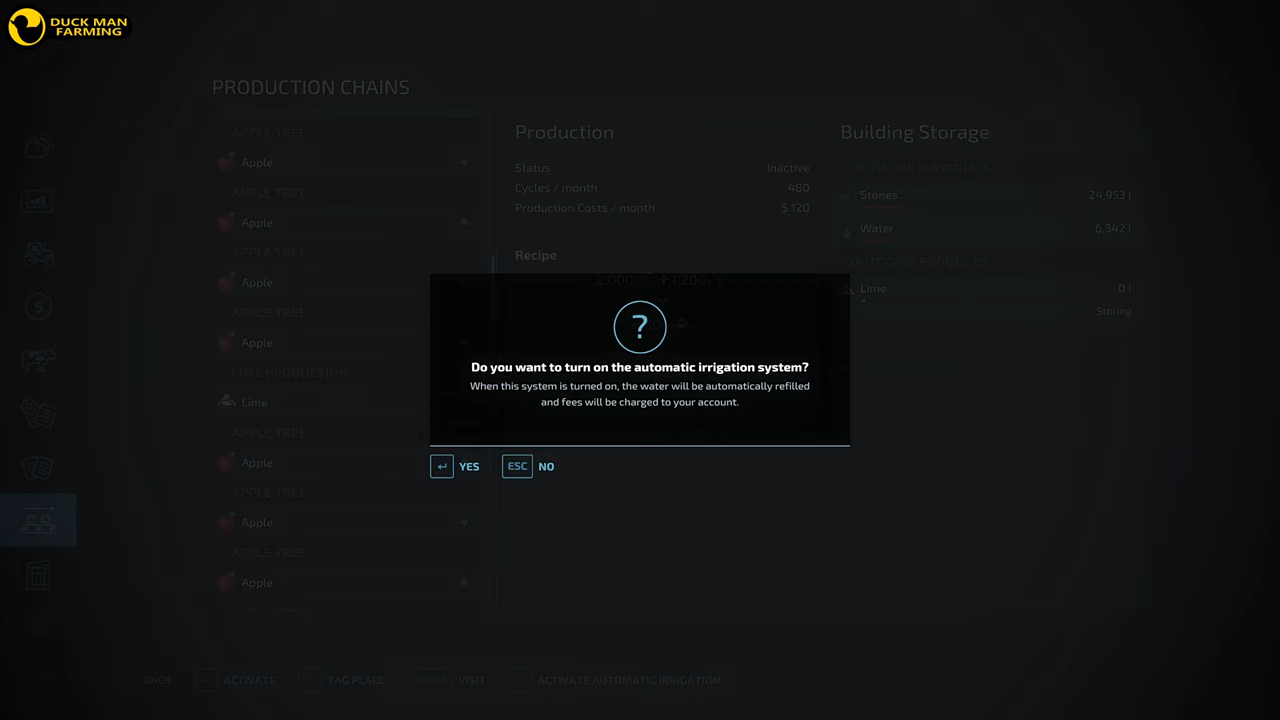 DUCK MAN
FARMING
PRODUCTION CHAINS
APPLE TREE
Apple
APPLE TREE
Apple
APPLE TREE
Apple
APPLE TREE
Apple
LIME PRODUCTION
Lime
APPLE TREE
Apple
APPLE TREE
Apple
APPLE TREE
Apple
Production
Status Inactive
Cycles / month 480
Production Costs / month $ 120
Recipe
Building Storage
INCOMING MATERIALS
Stones 24,953 l
Water 6,342 l
OUTGOING PRODUCTS
Lime 0 l
Storing
?
Do you want to turn on the automatic irrigation system?
When this system is turned on, the water will be automatically refilled
and fees will be charged to your account.
YES ESC NO
BACK ACTIVATE TAG PLACE VISIT ACTIVATE AUTOMATIC IRRIGATION